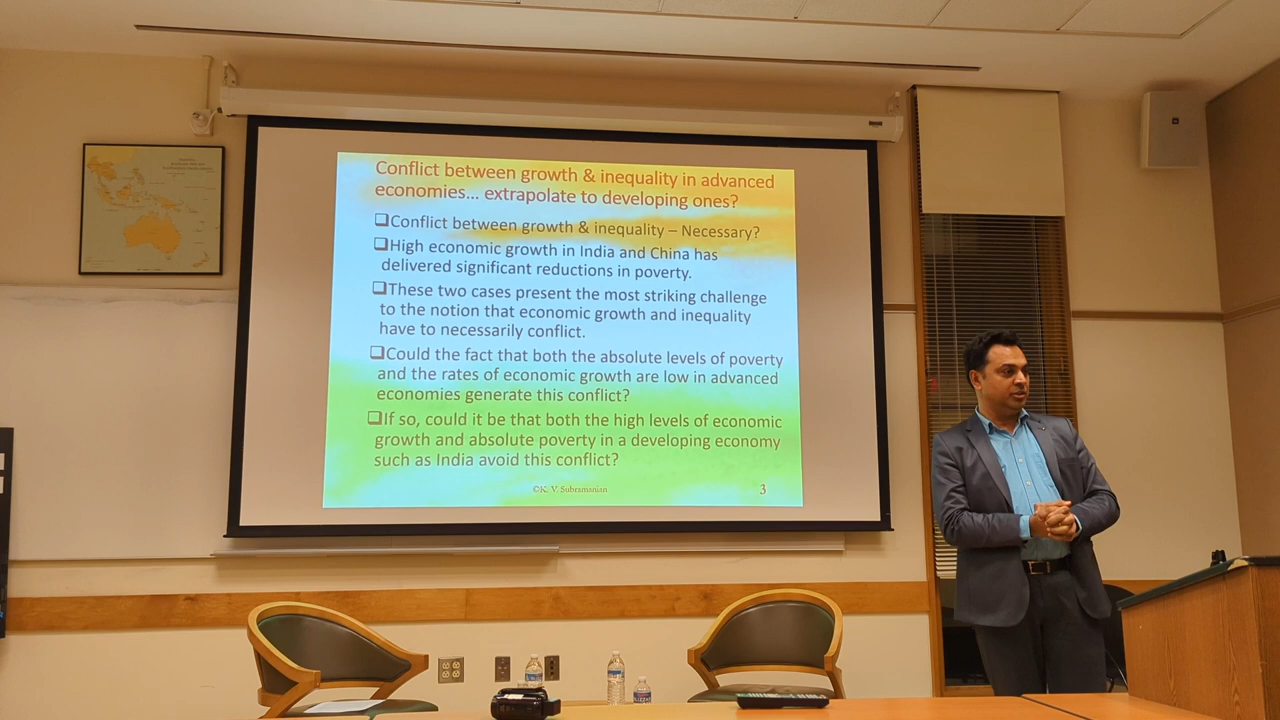 Conflict between growth & inequality in advanced
economies... extrapolate to developing ones?
❑Conflict between growth & inequality – Necessary?
❑High economic growth in India and China has
delivered significant reductions in poverty.
❑These two cases present the most striking challenge
to the notion that economic growth and inequality
have to necessarily conflict.
❑Could the fact that both the absolute levels of poverty
and the rates of economic growth are low in advanced
economies generate this conflict?
❑If so, could it be that both the high levels of economic
growth and absolute poverty in a developing economy
such as India avoid this conflict?
©K. V. Subramanian
3